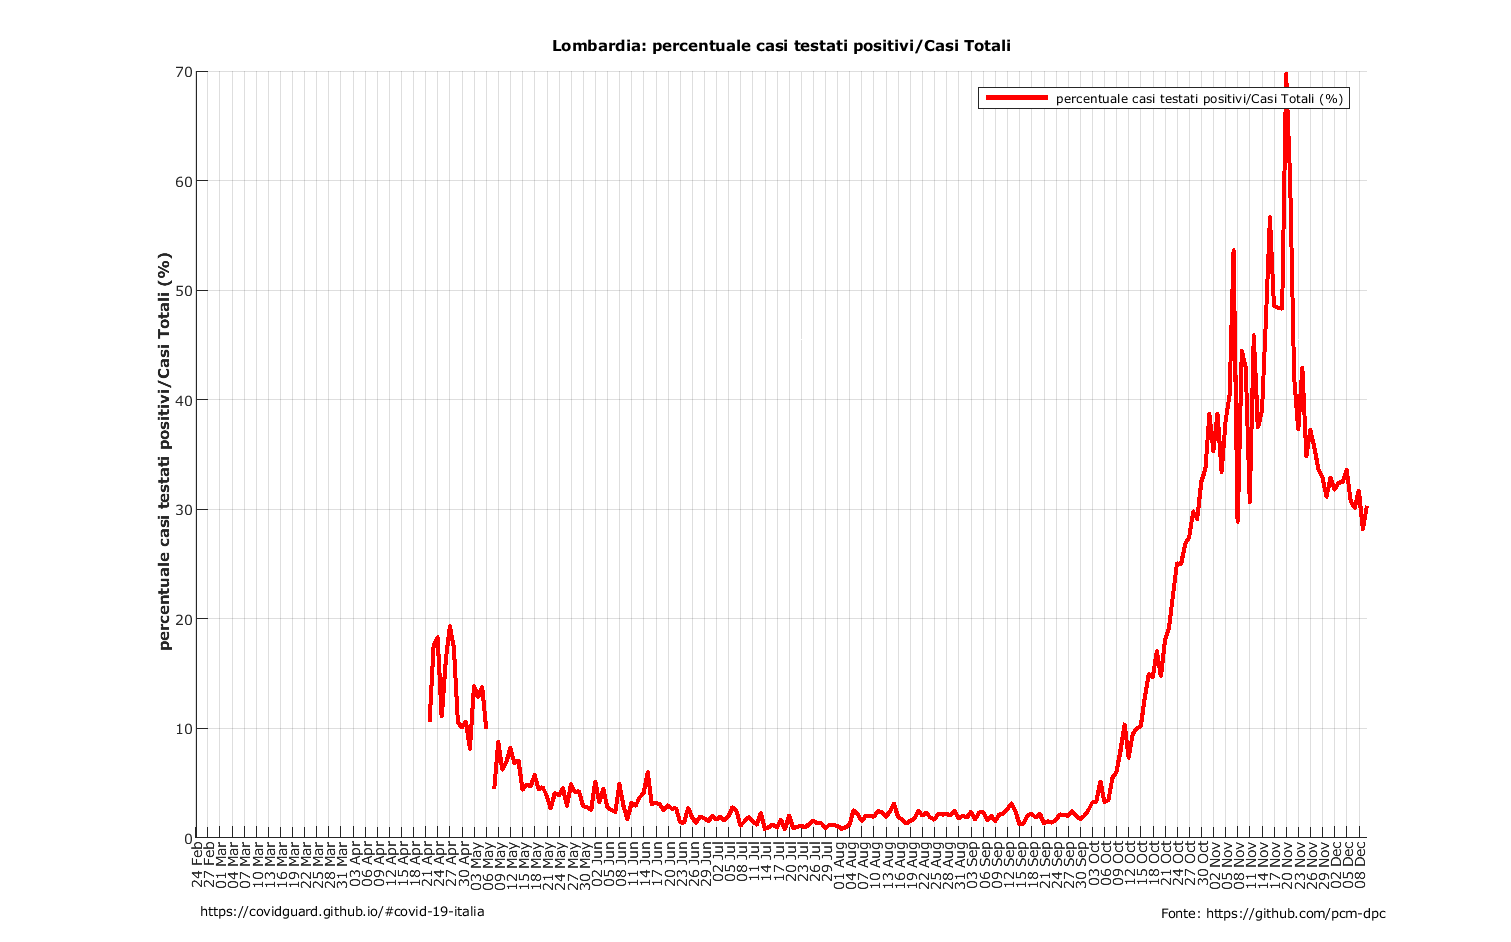 Lombardia: percentuale casi testati positivi/Casi Totali
percentuale casi testati positivi/Casi Totali (%)
percentuale casi testati positivi/Casi Totali (%)
70
60
50
40
30
20
10
0
24 Feb
27 Feb
01 Mar
04 Mar
07 Mar
10 Mar
13 Mar
16 Mar
19 Mar
22 Mar
25 Mar
28 Mar
31 Mar
03 Apr
06 Apr
09 Apr
12 Apr
15 Apr
18 Apr
21 Apr
24 Apr
27 Apr
30 Apr
03 May
06 May
09 May
12 May
15 May
18 May
21 May
24 May
27 May
30 May
02 Jun
05 Jun
08 Jun
11 Jun
14 Jun
17 Jun
20 Jun
23 Jun
26 Jun
29 Jun
02 Jul
05 Jul
08 Jul
11 Jul
14 Jul
17 Jul
20 Jul
23 Jul
26 Jul
29 Jul
01 Aug
04 Aug
07 Aug
10 Aug
13 Aug
16 Aug
19 Aug
22 Aug
25 Aug
28 Aug
31 Aug
03 Sep
06 Sep
09 Sep
12 Sep
15 Sep
18 Sep
21 Sep
24 Sep
27 Sep
30 Sep
03 Oct
06 Oct
09 Oct
12 Oct
15 Oct
18 Oct
21 Oct
24 Oct
27 Oct
30 Oct
02 Nov
05 Nov
08 Nov
11 Nov
14 Nov
17 Nov
20 Nov
23 Nov
26 Nov
29 Nov
02 Dec
05 Dec
08 Dec
https://covidguard.github.io/#covid-19-italia
Fonte: https://github.com/pcm-dpc